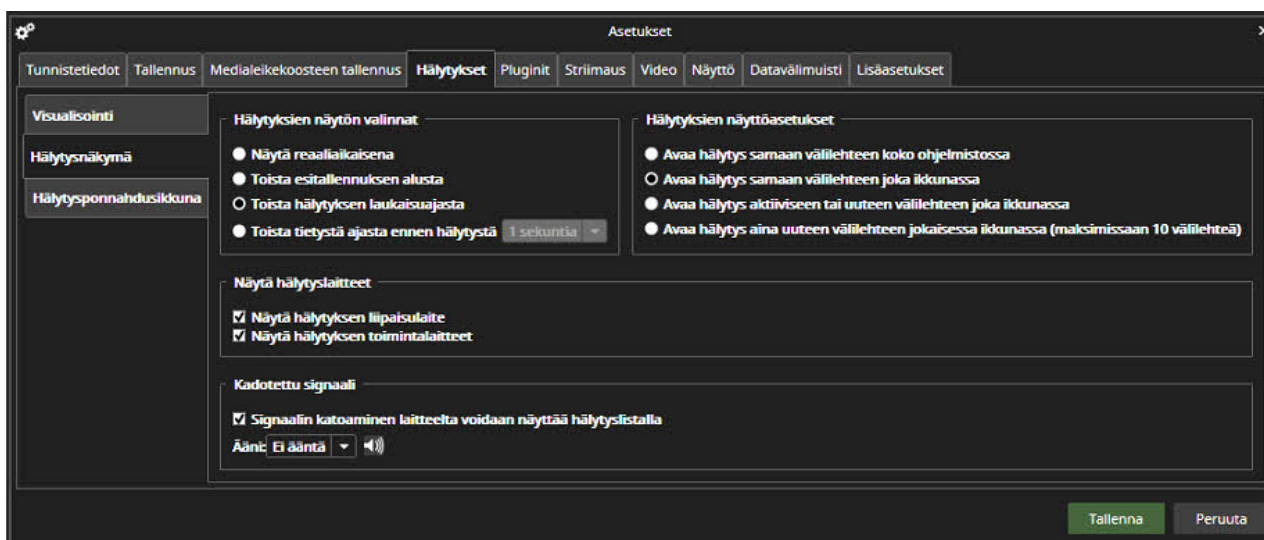 Asetukset
Tunnistetiedot Tallennus Medialeikekoosteen tallennus Hälytykset Pluginit Striimaus Video Näyttö Datavälimuisti Lisäasetukset
Visualisointi
Hälytysnäkymä
Hälytysponnahdusikkuna
Hälytyksien näytön valinnat
Näytä reaaliaikaisena
Toista esitallennuksen alusta
Toista hälytyksen laukaisuajasta
Toista tietystä ajasta ennen hälytystä 1 sekuntia
Hälytyksien näyttöasetukset
Avaa hälytys samaan välilehteen koko ohjelmistossa
Avaa hälytys samaan välilehteen joka ikkunassa
Avaa hälytys aktiiviseen tai uuteen välilehteen joka ikkunassa
Avaa hälytys aina uuteen välilehteen jokaisessa ikkunassa (maksimissaan 10 välilehteä)
Näytä hälytyslaitteet
Näytä hälytyksen liipaisulaite
Näytä hälytyksen toimintalaitteet
Kadotettu signaali
Signaalin katoaminen laitteelta voidaan näyttää hälytyslistalla
Ääni: Ei ääntä
Tallenna Peruuta